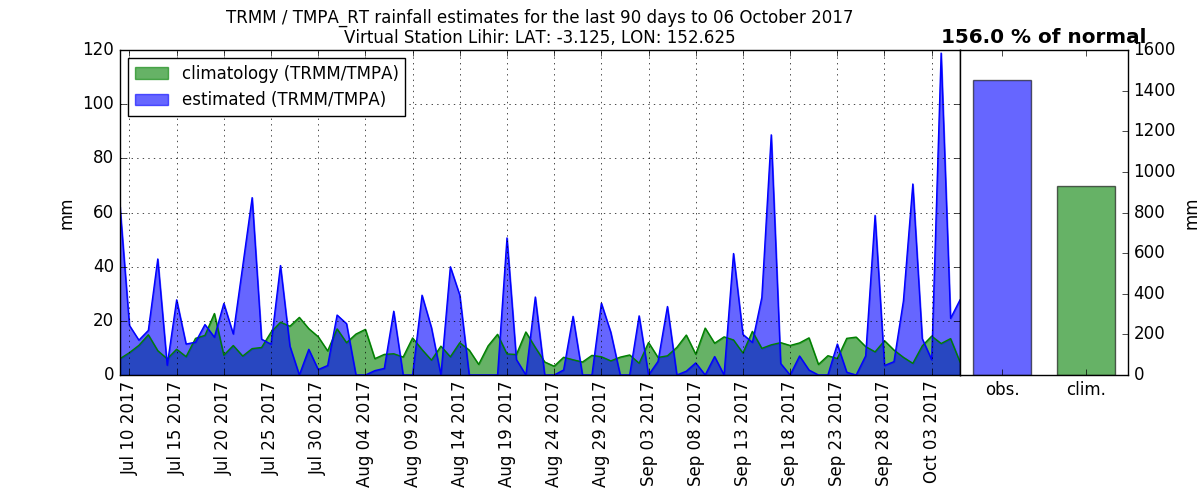 TRMM / TMPA_RT rainfall estimates for the last 90 days to 06 October 2017
Virtual Station Lihir: LAT: -3.125, LON: 152.625
156.0 % of normal
climatology (TRMM/TMPA)
estimated (TRMM/TMPA)
mm
120
100
80
60
40
20
0
Jul 10 2017
Jul 15 2017
Jul 20 2017
Jul 25 2017
Jul 30 2017
Aug 04 2017
Aug 09 2017
Aug 14 2017
Aug 19 2017
Aug 24 2017
Aug 29 2017
Sep 03 2017
Sep 08 2017
Sep 13 2017
Sep 18 2017
Sep 23 2017
Sep 28 2017
Oct 03 2017
1600
1400
1200
1000
800
600
400
200
0
mm
obs.
clim.